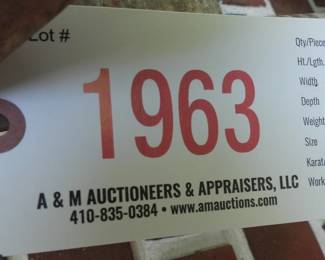 Lot #
1963
A & M AUCTIONEERS & APPRAISERS, LLC
410-835-0384 • www.amauctions.com
Qty/Piece
Ht./Lgth.
Width
Depth
Weight
Size
Karat
Work